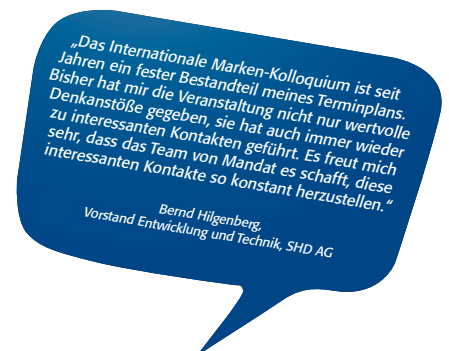 „Das Internationale Marken-Kolloquium ist seit
Jahren ein fester Bestandteil meines Terminplans.
Bisher hat mir die Veranstaltung nicht nur wertvolle
Denkanstöße gegeben, sie hat auch immer wieder
zu interessanten Kontakten geführt. Es freut mich
sehr, dass das Team von Mandat es schafft, diese
interessanten Kontakte so konstant herzustellen.“
Bernd Hilgenberg,
Vorstand Entwicklung und Technik, SHD AG